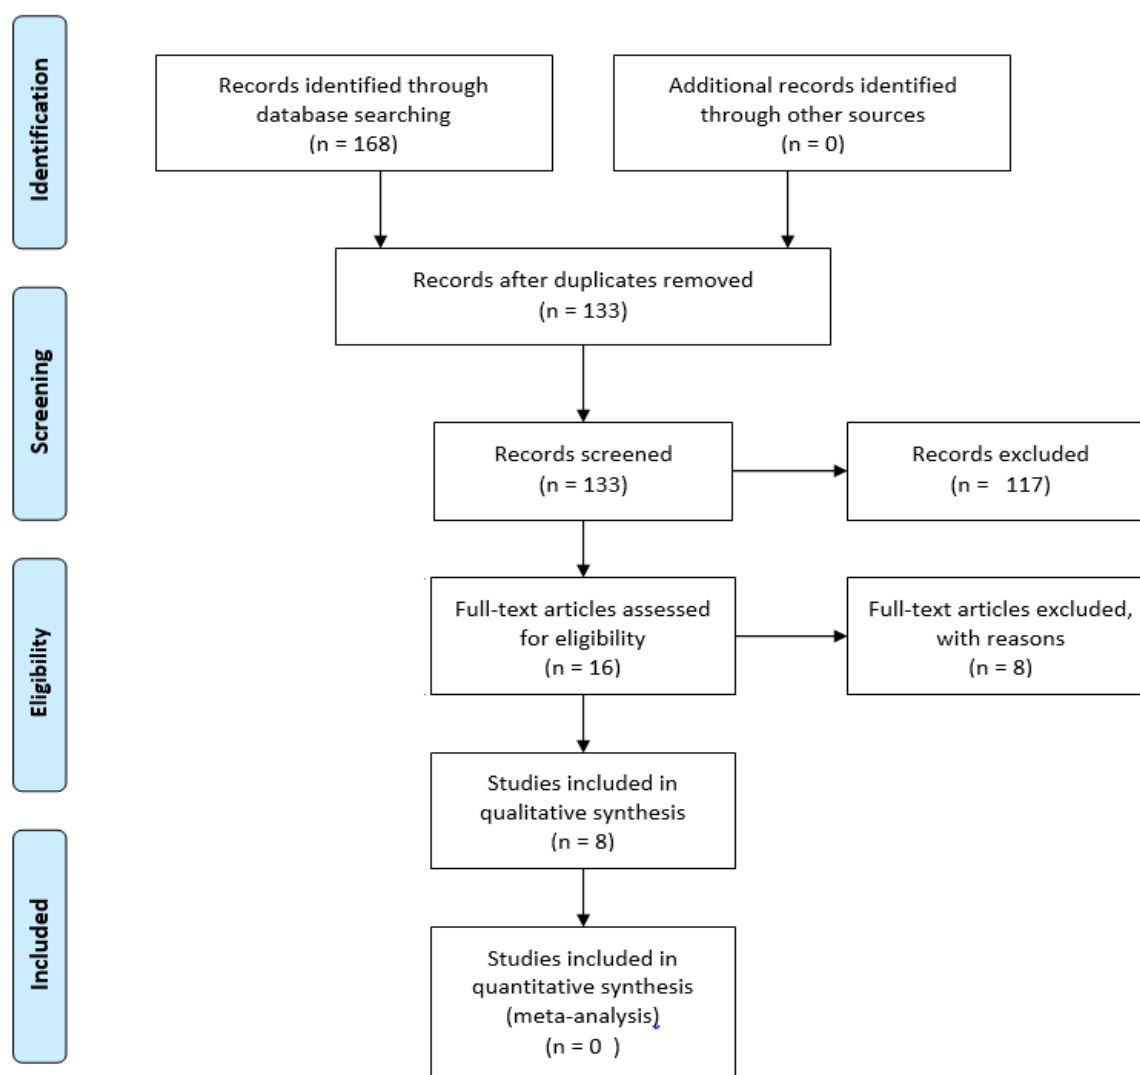 Identification
Records identified through
database searching
(n = 168)
Additional records identified
through other sources
(n = 0)
Records after duplicates removed
(n = 133)
Screening
Records screened
(n = 133)
Records excluded
(n =   117)
Eligibility
Full-text articles assessed
for eligibility
(n = 16)
Full-text articles excluded,
with reasons
(n = 8)
Studies included in
qualitative synthesis
(n = 8)
Included
Studies included in
quantitative synthesis
(meta-analysis)
(n = 0  )